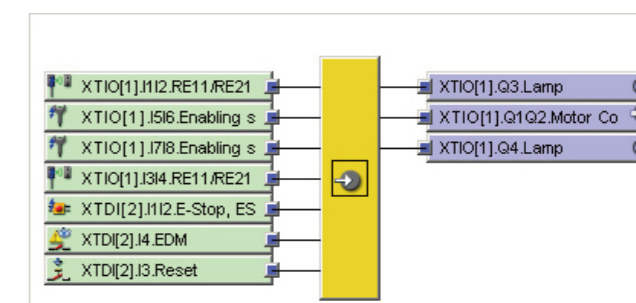 XTIO[1].I1I2.RE11/RE21
XTIO[1].I5I6.Enabling s
XTIO[1].I7I8.Enabling s
XTIO[1].I3I4.RE11/RE21
XTDI[2].I1I2.E-Stop, ES
XTDI[2].I4.EDM
XTDI[2].I3.Reset
XTIO[1].Q3.Lamp
XTIO[1].Q1Q2.Motor Co
XTIO[1].Q4.Lamp